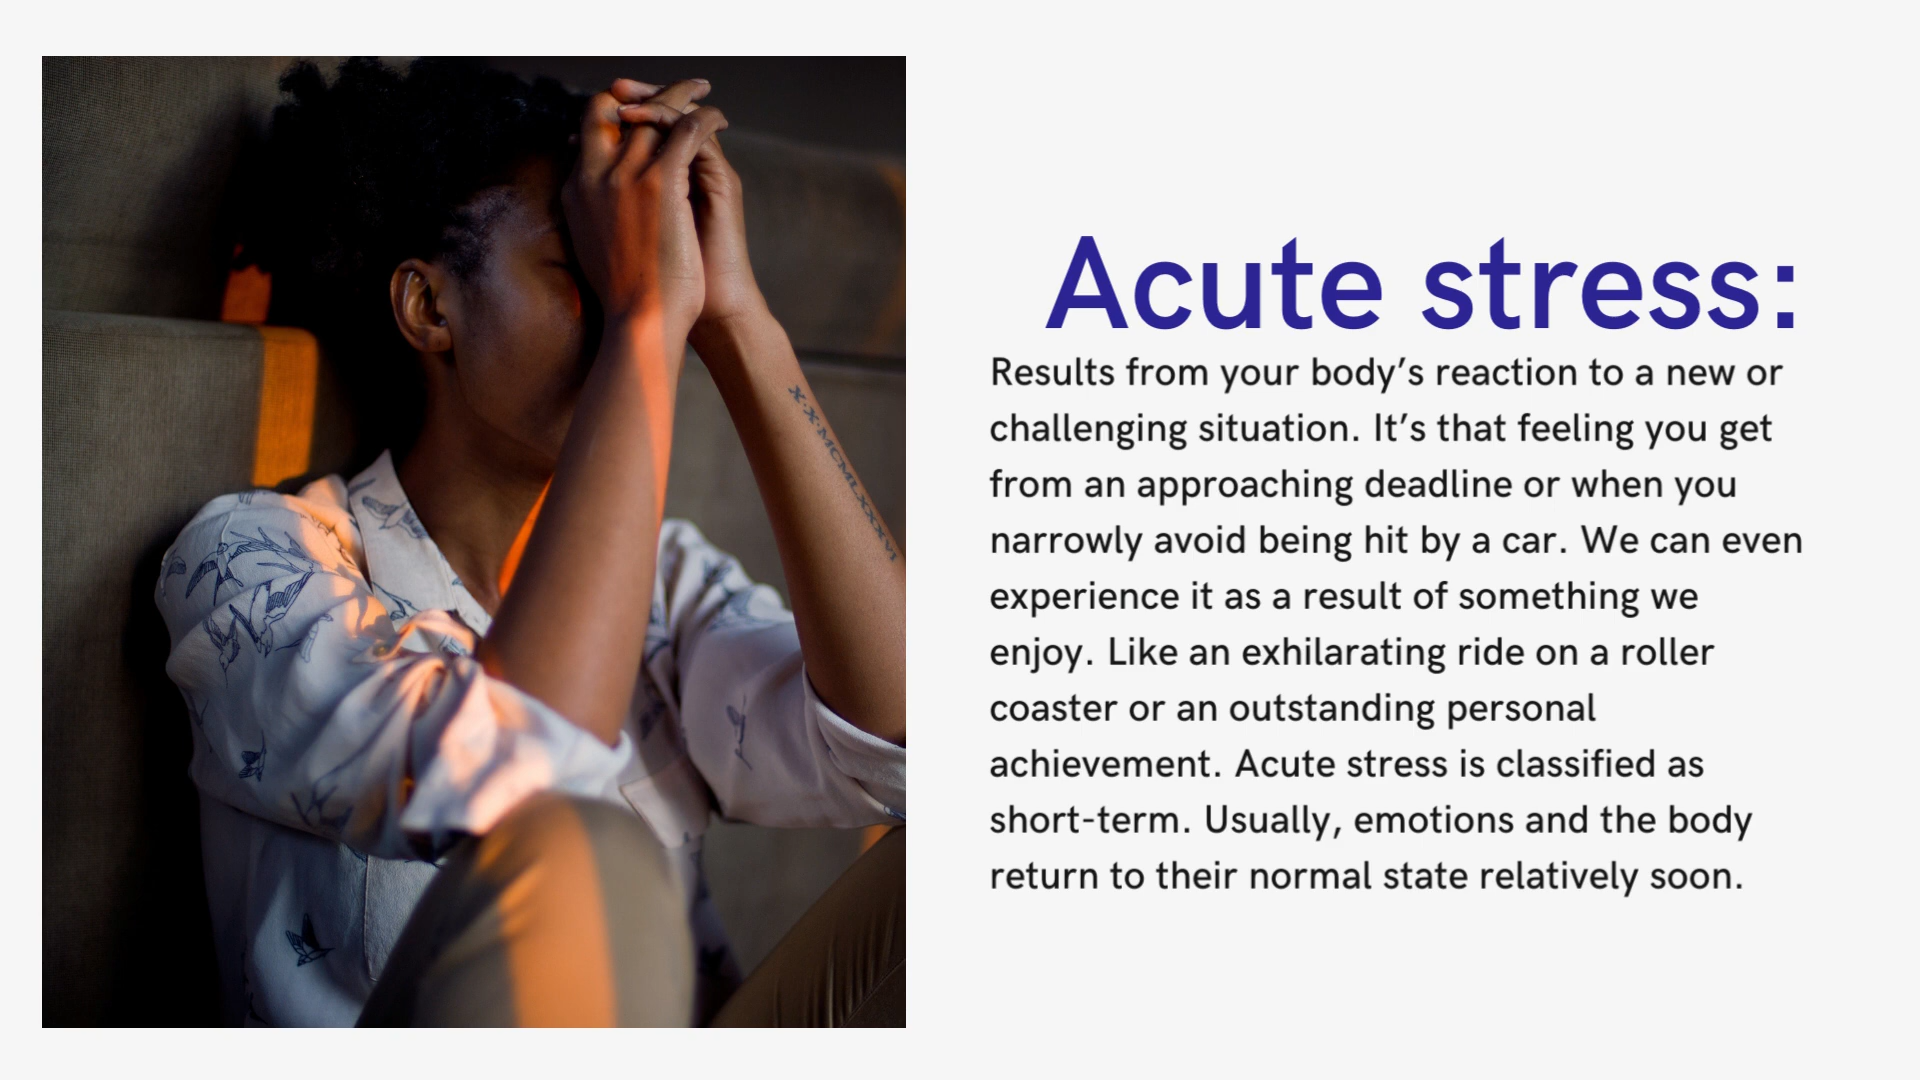 Acute stress:
Results from your body’s reaction to a new or
challenging situation. It’s that feeling you get
from an approaching deadline or when you
narrowly avoid being hit by a car. We can even
experience it as a result of something we
enjoy. Like an exhilarating ride on a roller
coaster or an outstanding personal
achievement. Acute stress is classified as
short-term. Usually, emotions and the body
return to their normal state relatively soon.